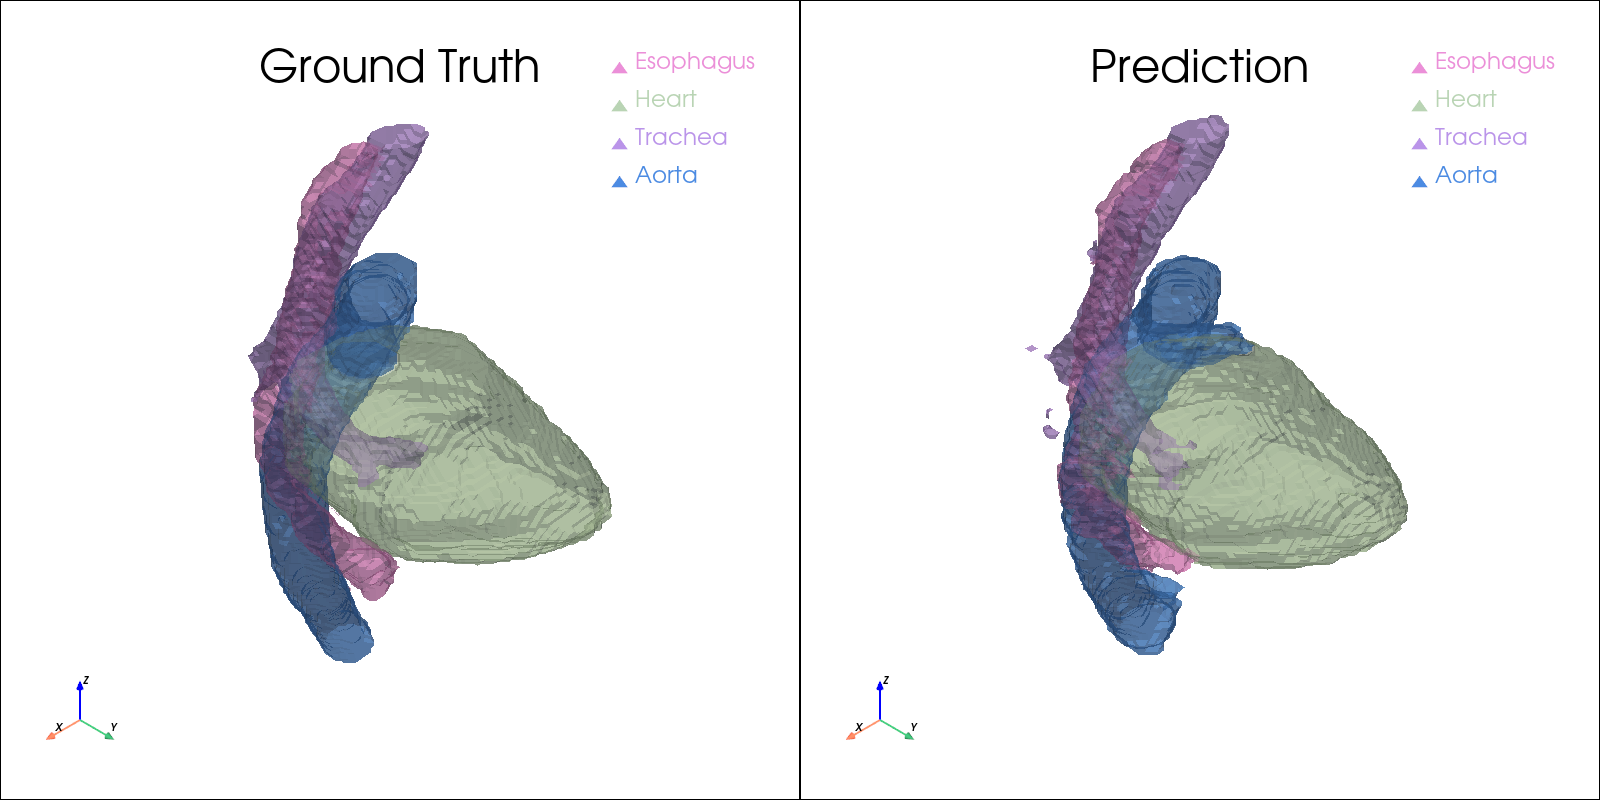 Ground Truth
Esophagus
Heart
Trachea
Aorta
Z
X
Y
Prediction
Esophagus
Heart
Trachea
Aorta
Z
X
Y